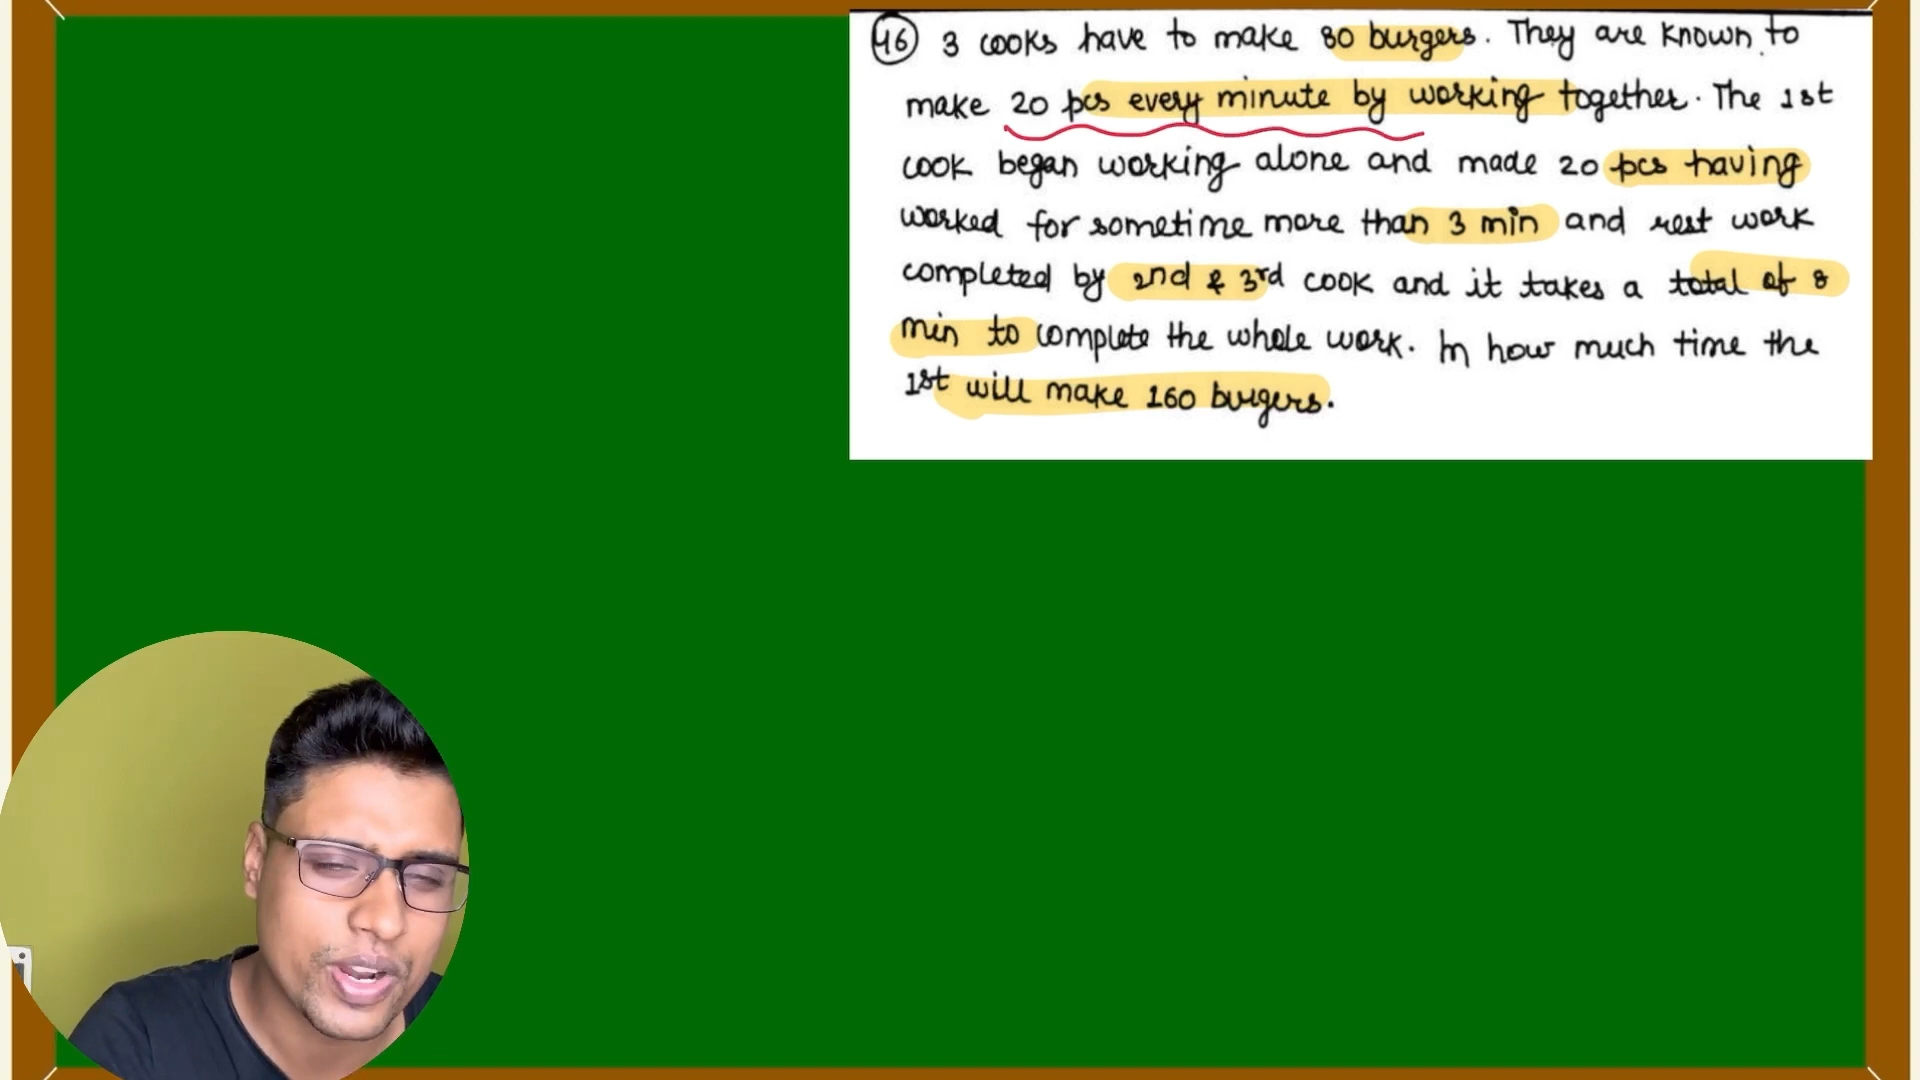 46 3 cooks have to make 80 burgers. They are known to
make 20 pcs every minute by working together. The 1st
cook began working alone and made 20 pcs having
worked for sometime more than 3 min and rest work
completed by 2nd & 3rd cook and it takes a total of 8
min to complete the whole work. In how much time the
1st will make 160 burgers.